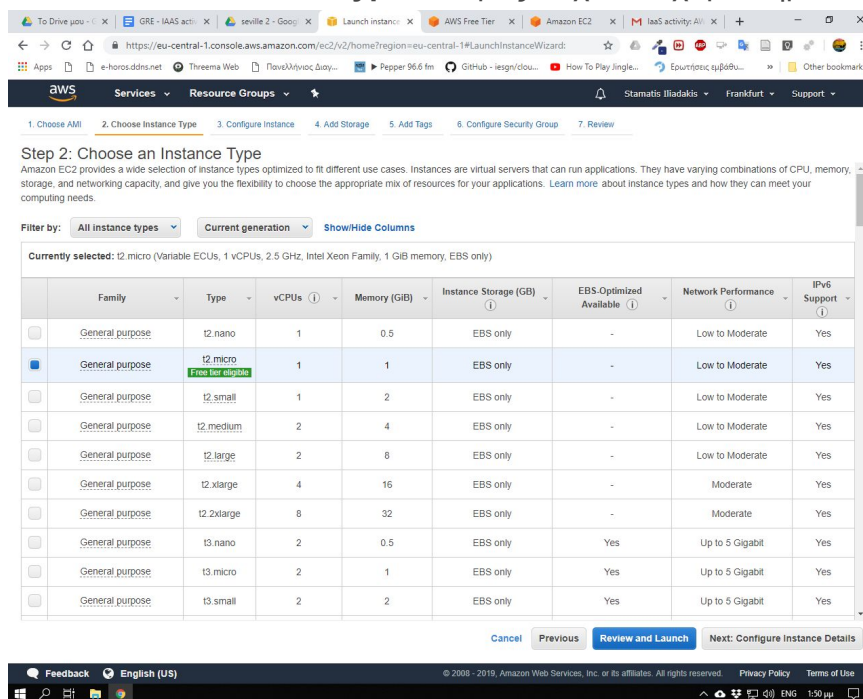 To Drive μου - G
GRE - IAAS activ
seville 2 - Googl
Launch instance
AWS Free Tier
Amazon EC2
IaaS activity: AW
https://eu-central-1.console.aws.amazon.com/ec2/v2/home?region=eu-central-1#LaunchInstanceWizard:
Apps
e-horos.ddns.net
Threema Web
Πανελλήνιος Διαγ...
Pepper 96.6 fm
GitHub - iesgn/clou...
How To Play Jingle...
Ερωτήσεις εμβάθυ...
»
Other bookmark
aws Services Resource Groups Stamatis Iliadakis Frankfurt Support
1. Choose AMI 2. Choose Instance Type 3. Configure Instance 4. Add Storage 5. Add Tags 6. Configure Security Group 7. Review
Step 2: Choose an Instance Type
Amazon EC2 provides a wide selection of instance types optimized to fit different use cases. Instances are virtual servers that can run applications. They have varying combinations of CPU, memory,
storage, and networking capacity, and give you the flexibility to choose the appropriate mix of resources for your applications. Learn more about instance types and how they can meet your
computing needs.
Filter by: All instance types Current generation Show/Hide Columns
Currently selected: t2.micro (Variable ECUs, 1 vCPUs, 2.5 GHz, Intel Xeon Family, 1 GiB memory, EBS only)
Family Type vCPUs Memory (GiB) Instance Storage (GB) EBS-Optimized Available Network Performance IPv6 Support
General purpose t2.nano 1 0.5 EBS only - Low to Moderate Yes
General purpose t2.micro 1 1 EBS only - Low to Moderate Yes
Free tier eligible
General purpose t2.small 1 2 EBS only - Low to Moderate Yes
General purpose t2.medium 2 4 EBS only - Low to Moderate Yes
General purpose t2.large 2 8 EBS only - Low to Moderate Yes
General purpose t2.xlarge 4 16 EBS only - Moderate Yes
General purpose t2.2xlarge 8 32 EBS only - Moderate Yes
General purpose t3.nano 2 0.5 EBS only Yes Up to 5 Gigabit Yes
General purpose t3.micro 2 1 EBS only Yes Up to 5 Gigabit Yes
General purpose t3.small 2 2 EBS only Yes Up to 5 Gigabit Yes
Cancel Previous Review and Launch Next: Configure Instance Details
Feedback English (US) © 2008 - 2019, Amazon Web Services, Inc. or its affiliates. All rights reserved. Privacy Policy Terms of Use
ENG 1:50 μμ